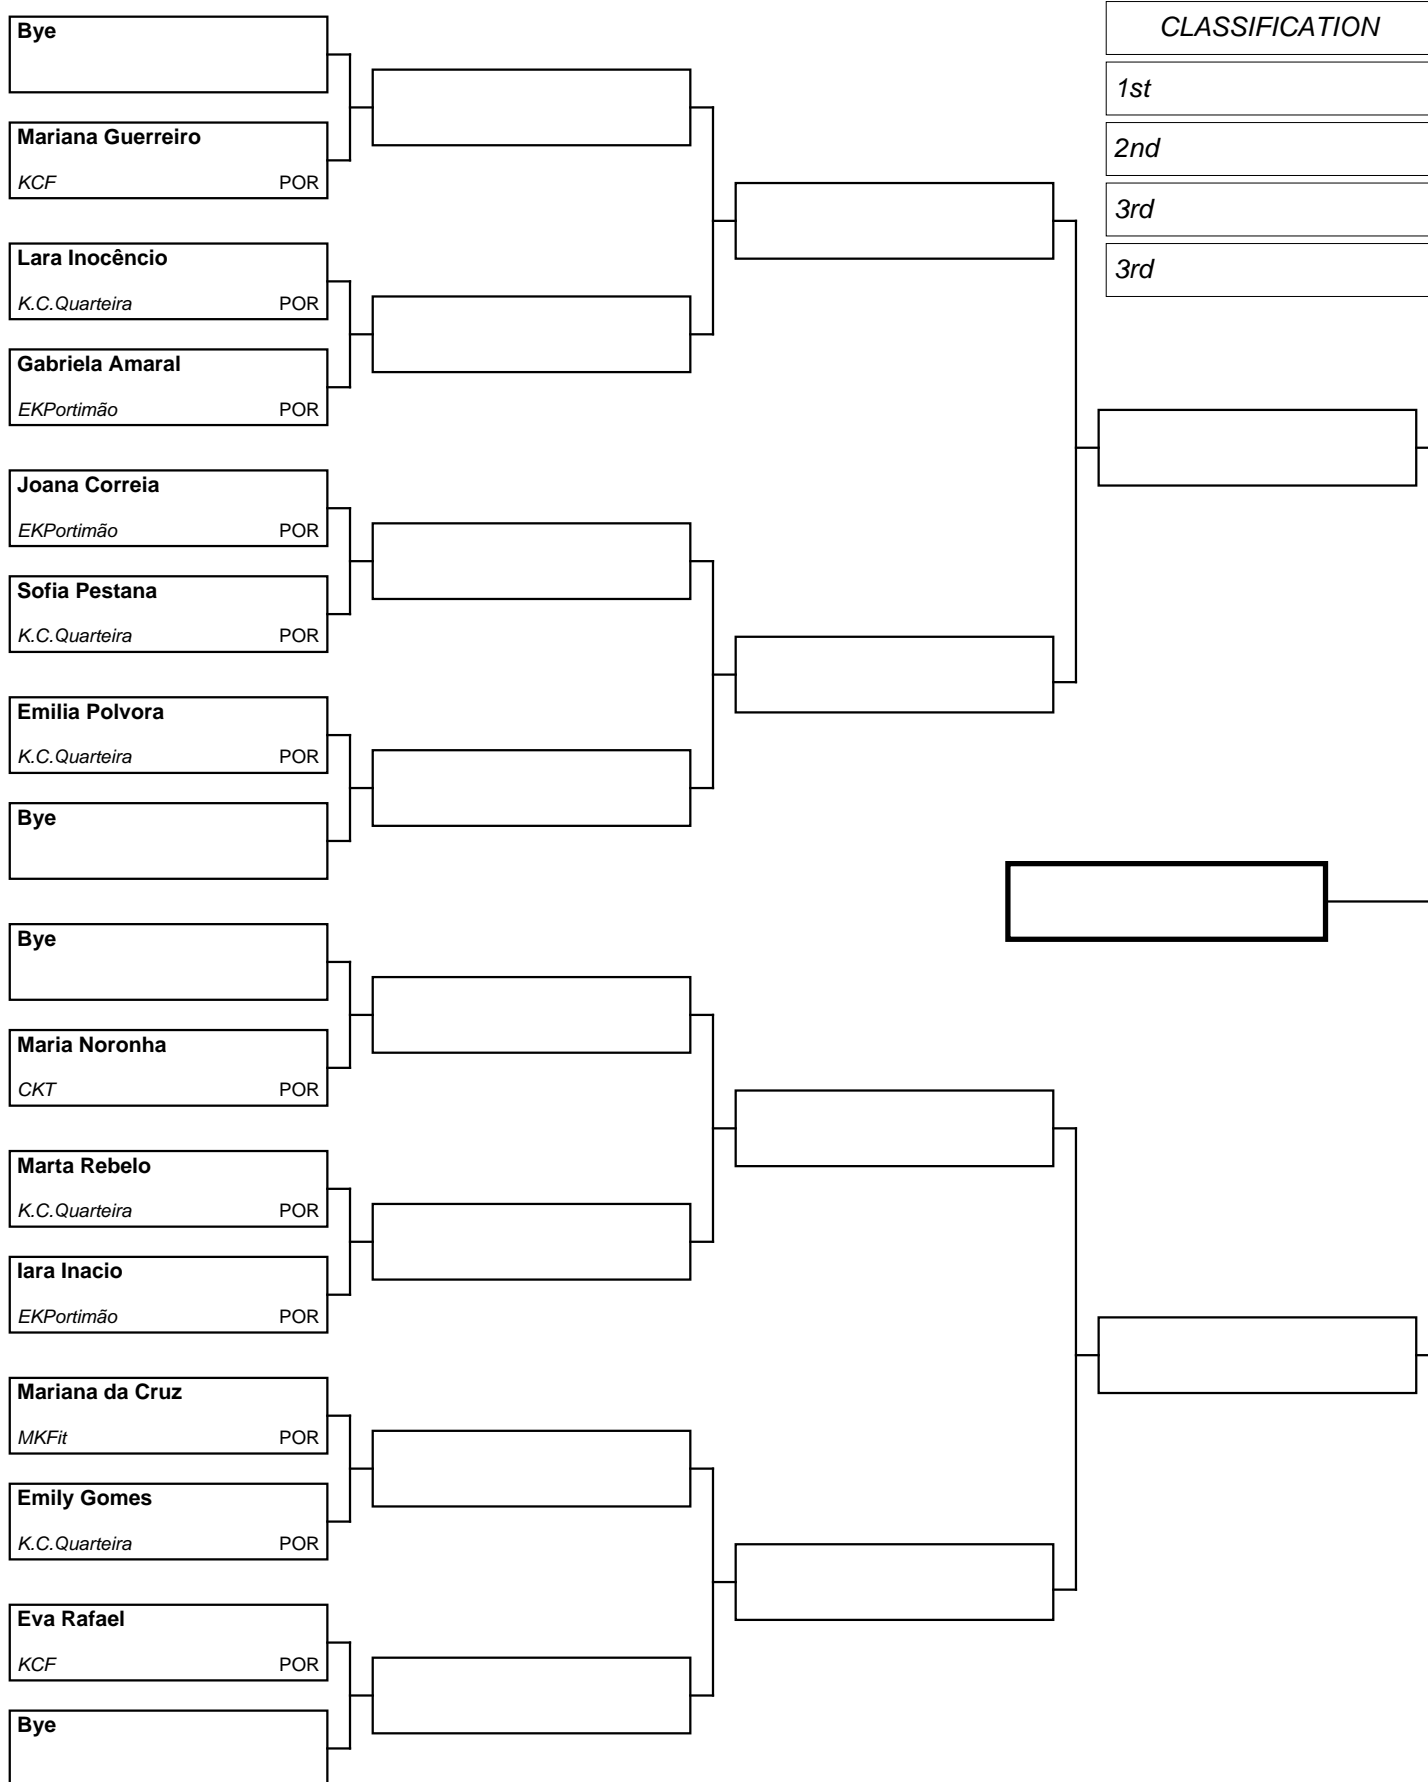 Bye
Mariana Guerreiro
KCF POR
Lara Inocêncio
K.C.Quarteira POR
Gabriela Amaral
EKPortimão POR
Joana Correia
EKPortimão POR
Sofia Pestana
K.C.Quarteira POR
Emilia Polvora
K.C.Quarteira POR
Bye
Bye
Maria Noronha
CKT POR
Marta Rebelo
K.C.Quarteira POR
Iara Inacio
EKPortimão POR
Mariana da Cruz
MKFit POR
Emily Gomes
K.C.Quarteira POR
Eva Rafael
KCF POR
Bye
CLASSIFICATION
1st
2nd
3rd
3rd